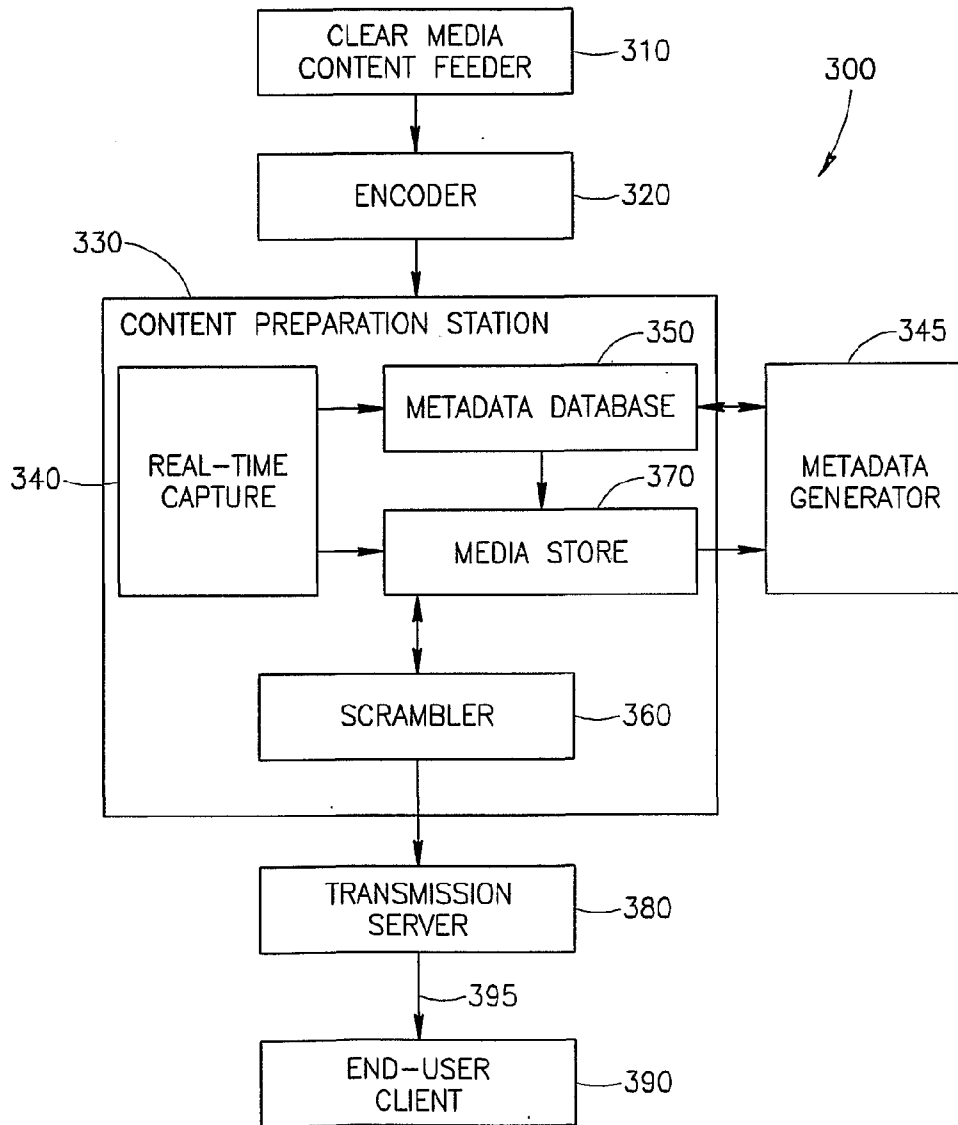 CLEAR MEDIA
CONTENT FEEDER
310
300
ENCODER
320
330
CONTENT PREPARATION STATION
350
345
METADATA DATABASE
340
REAL-TIME
CAPTURE
370
METADATA
GENERATOR
MEDIA STORE
SCRAMBLER
360
TRANSMISSION
SERVER
380
395
END-USER
CLIENT
390